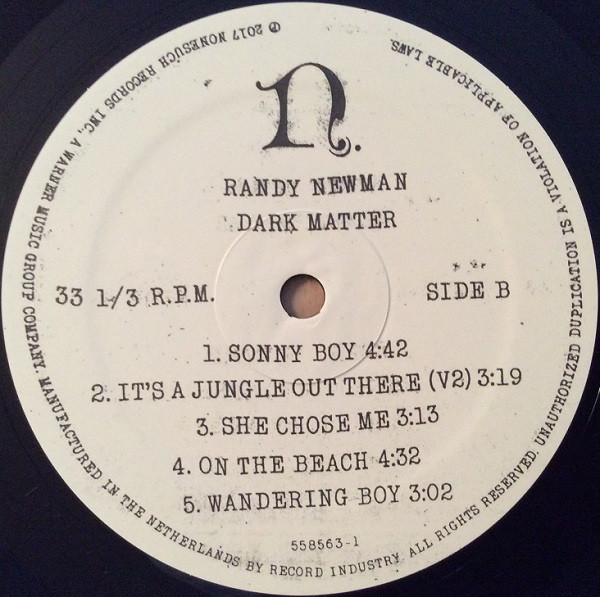 n.
RANDY NEWMAN
DARK MATTER
33 1/3 R.P.M.
SIDE B
1. SONNY BOY 4:42
2. IT'S A JUNGLE OUT THERE (V2) 3:19
3. SHE CHOSE ME 3:13
4. ON THE BEACH 4:32
5. WANDERING BOY 3:02
558563-1
℗ 2017 NONESUCH RECORDS INC., A WARNER MUSIC GROUP COMPANY. MANUFACTURED IN THE NETHERLANDS BY RECORD INDUSTRY. ALL RIGHTS RESERVED. UNAUTHORIZED DUPLICATION IS A VIOLATION OF APPLICABLE LAWS.